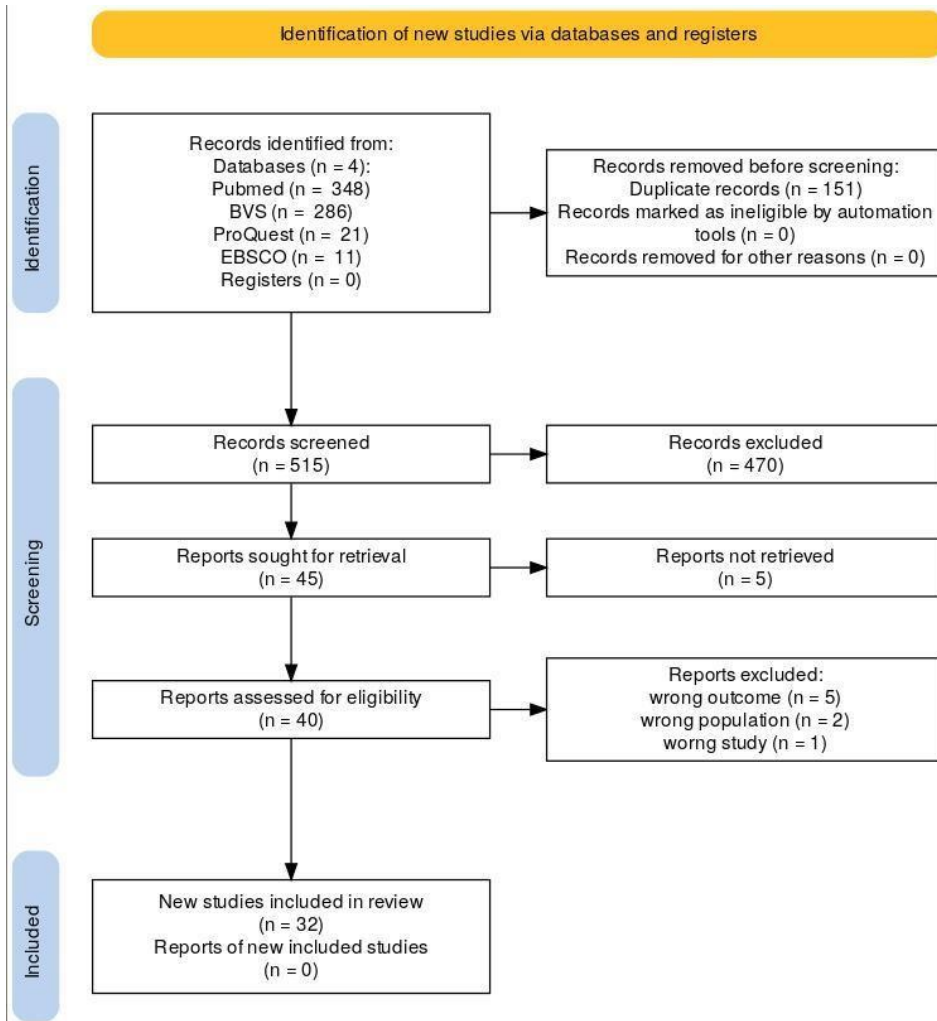 Identification of new studies via databases and registers
Identification
Records identified from:
Databases (n = 4):
Pubmed (n = 348)
BVS (n = 286)
ProQuest (n = 21)
EBSCO (n = 11)
Registers (n = 0)
Records removed before screening:
Duplicate records (n = 151)
Records marked as ineligible by automation
tools (n = 0)
Records removed for other reasons (n = 0)
Screening
Records screened
(n = 515)
Records excluded
(n = 470)
Reports sought for retrieval
(n = 45)
Reports not retrieved
(n = 5)
Reports assessed for eligibility
(n = 40)
Reports excluded:
wrong outcome (n = 5)
wrong population (n = 2)
worng study (n = 1)
Included
New studies included in review
(n = 32)
Reports of new included studies
(n = 0)